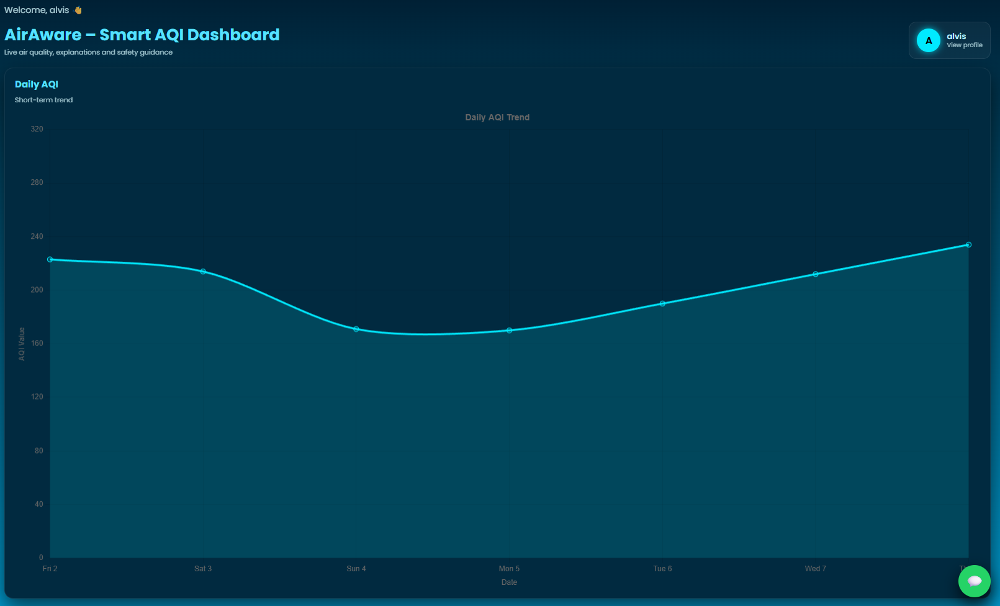 Welcome, alvis 👋
AirAware – Smart AQI Dashboard
Live air quality, explanations and safety guidance
A
alvis
View profile
Daily AQI
Short-term trend
Daily AQI Trend
320
280
240
200
160
120
80
40
0
AQI Value
Fri 2
Sat 3
Sun 4
Mon 5
Tue 6
Wed 7
Date